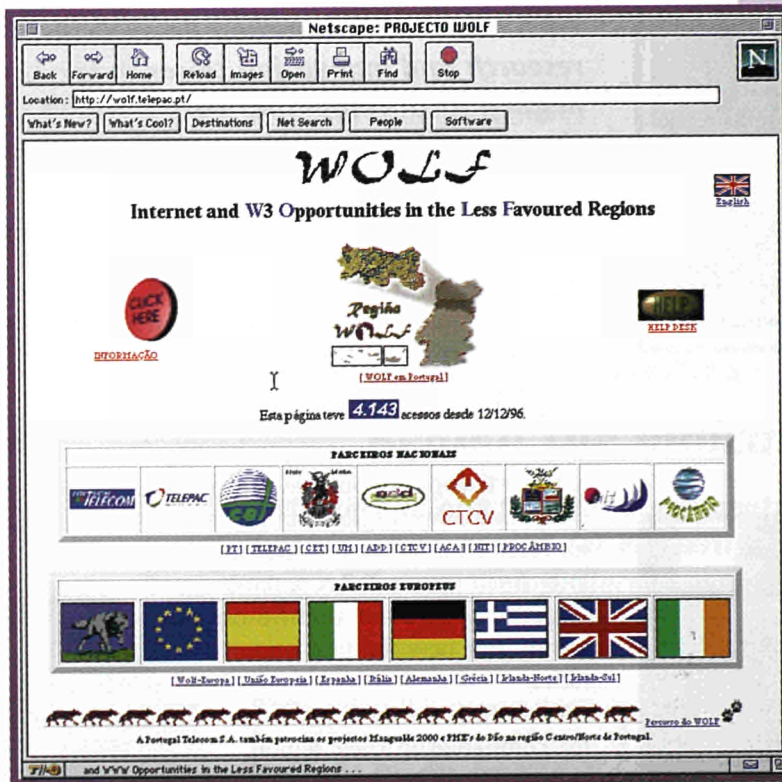 Netscape: PROJECTO WOLF
Back Forward Home Reload Images Open Print Find Stop
N
Location: http://wolf.telepac.pt/
What's New? What's Cool? Destinations Net Search People Software
WOLF
English
Internet and W3 Opportunities in the Less Favoured Regions
CLICK HERE
Região
WOLF
HELP
INFORMAÇÃO
HELP DESK
[ WOLF em Portugal ]
Esta página teve 4.143 acessos desde 12/12/96.
PARCEIROS NACIONAIS
TELECOM TELEPAC cet add CTCV PROCÂMBIO
[ PT ] [ TELEPAC ] [ CET ] [ UM ] [ ADD ] [ CTCV ] [ ACA ] [ NIT ] [ PROCÂMBIO ]
PARCEIROS EUROPEUS
[ Wolf-Europa ] [ União Europeia ] [ Espanha ] [ Itália ] [ Alemanha ] [ Grécia ] [ Irlanda-Norte ] [ Irlanda-Sul ]
Percurso do WOLF
A Portugal Telecom S.A. também patrocina os projectos Mangualde 2000 e PME's do Dão na região Centro/Norte de Portugal.
and WWW Opportunities in the Less Favoured Regions ...